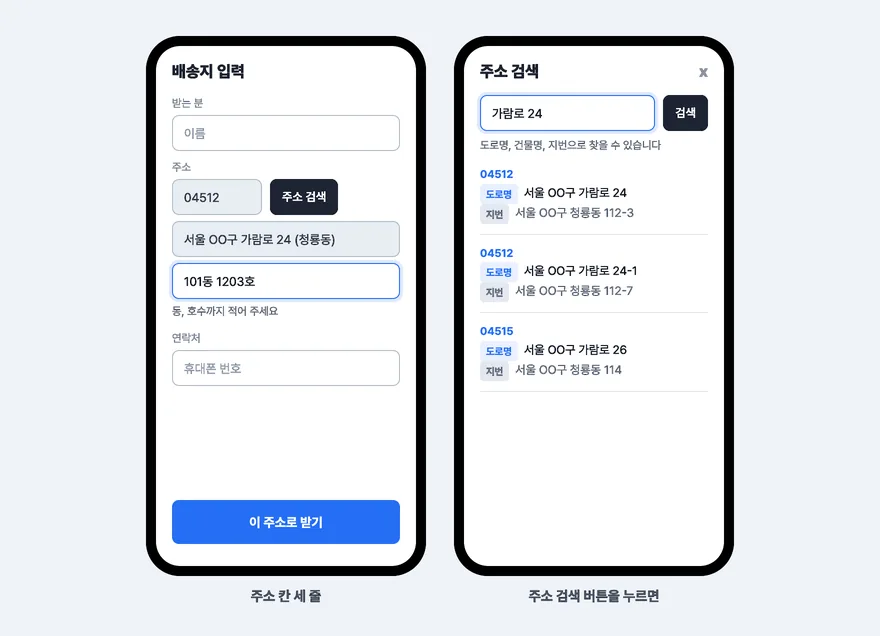 배송지 입력
받는 분
이름
주소
04512
주소 검색
서울 OO구 가람로 24 (청룡동)
101동 1203호
동, 호수까지 적어 주세요
연락처
휴대폰 번호
이 주소로 받기
주소 칸 세 줄
주소 검색
x
가람로 24
검색
도로명, 건물명, 지번으로 찾을 수 있습니다
04512
도로명 서울 OO구 가람로 24
지번 서울 OO구 청룡동 112-3
04512
도로명 서울 OO구 가람로 24-1
지번 서울 OO구 청룡동 112-7
04515
도로명 서울 OO구 가람로 26
지번 서울 OO구 청룡동 114
주소 검색 버튼을 누르면